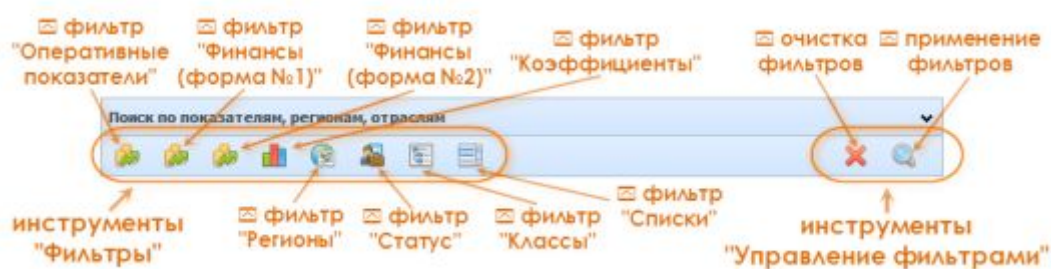 фильтр
"Оперативные
показатели"
фильтр
"Финансы
(форма №1)"
фильтр
"Финансы
(форма №2)"
фильтр
"Коэффициенты"
очистка
фильтров
применение
фильтров
Поиск по показателям, регионам, отраслям
инструменты
"Фильтры"
фильтр
"Регионы"
фильтр
"Статус"
фильтр
"Классы"
фильтр
"Списки"
инструменты
"Управление фильтрами"